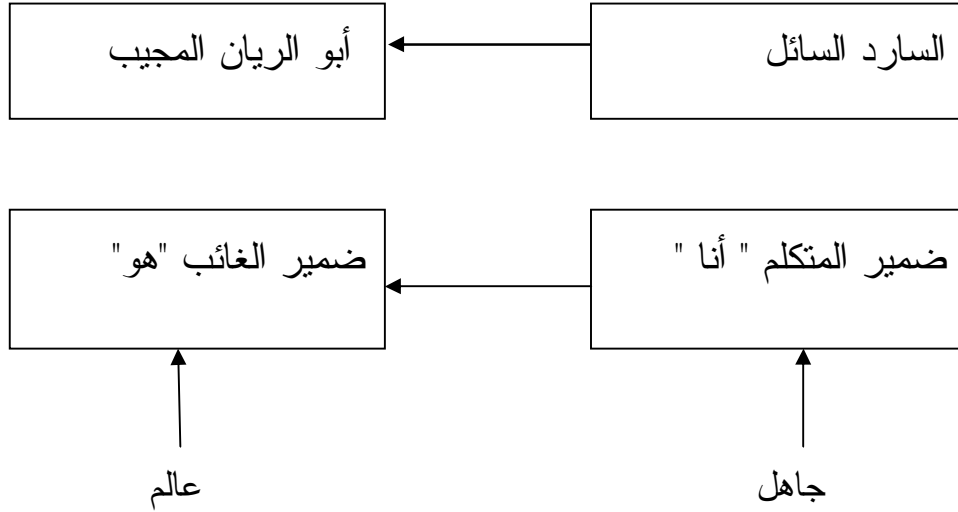 السارد السائل
أبو الريان المجيب
ضمير المتكلم " أنا "
ضمير الغائب "هو"
جاهل
عالم